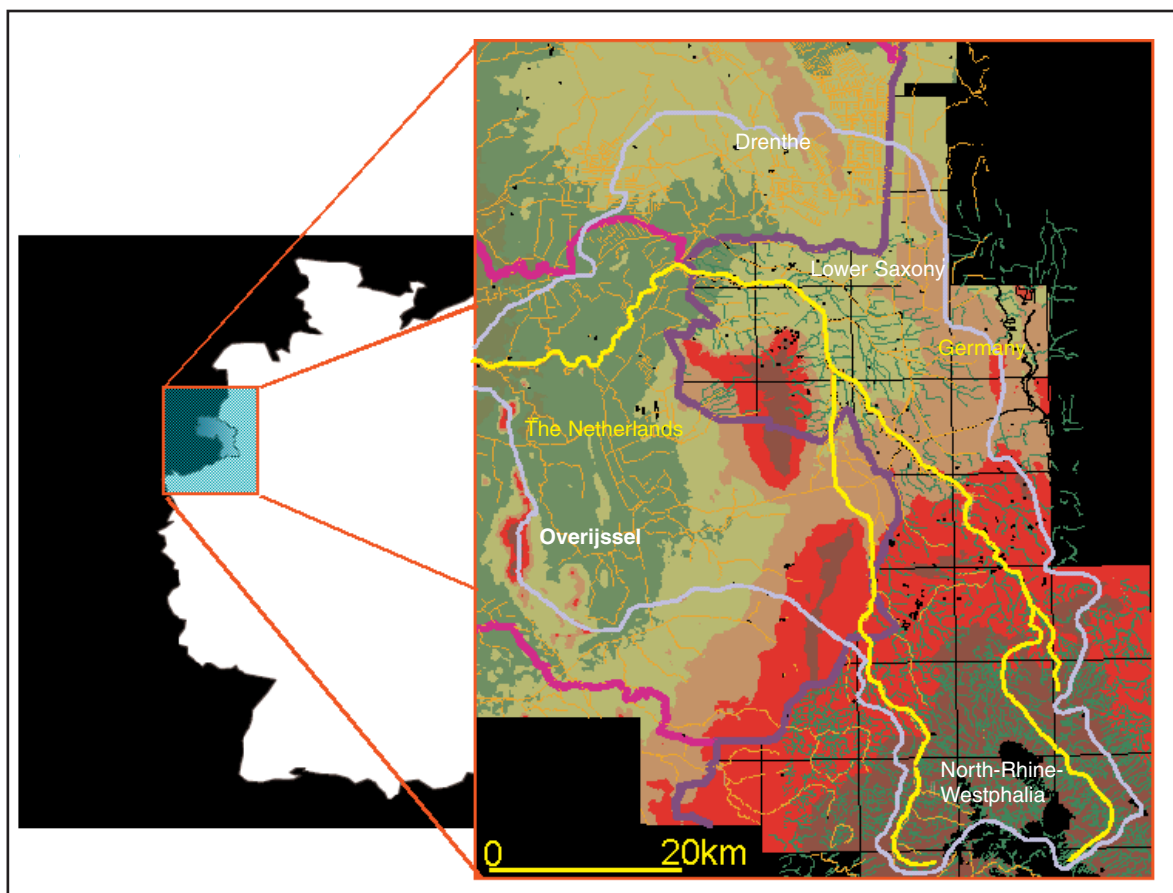 Drenthe
Lower Saxony
Germany
The Netherlands
Overijssel
North-Rhine-
Westphalia
0 20km